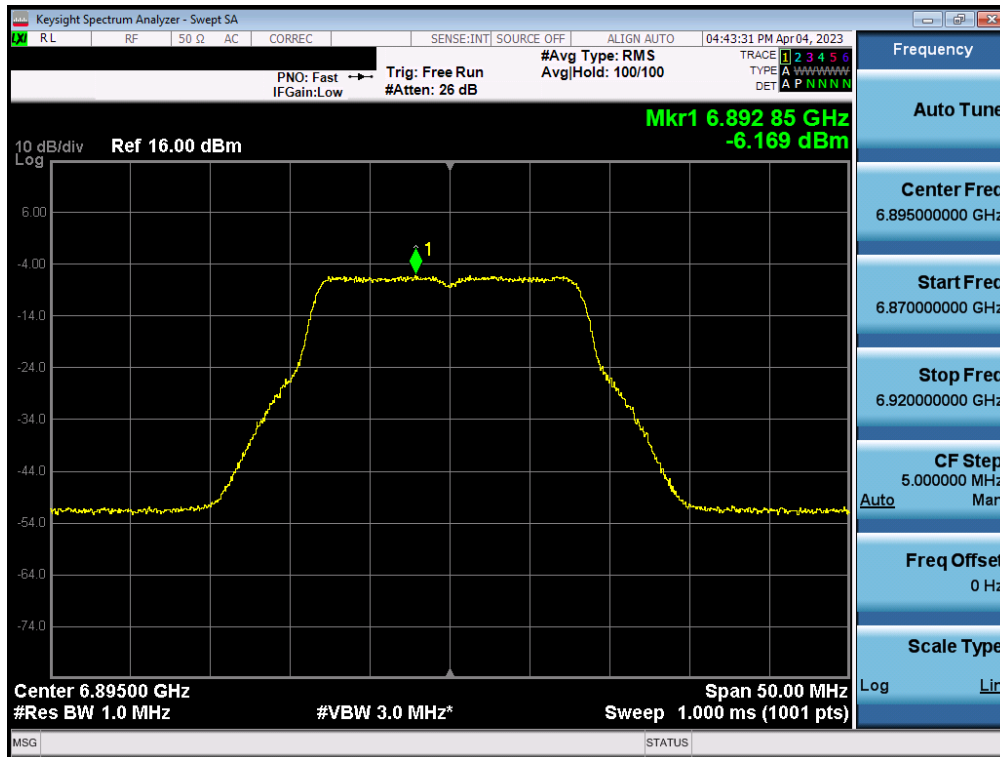 Keysight Spectrum Analyzer - Swept SA
LXI RL RF 50 Ω AC CORREC SENSE:INT SOURCE OFF ALIGN AUTO 04:43:31 PM Apr 04, 2023
PNO: Fast
IFGain:Low
Trig: Free Run
#Atten: 26 dB
#Avg Type: RMS
Avg|Hold: 100/100
TRACE 1 2 3 4 5 6
TYPE A WWWWW
DET A P N N N N
Mkr1 6.892 85 GHz
-6.169 dBm
10 dB/div Ref 16.00 dBm
Log
1
6.00
-4.00
-14.0
-24.0
-34.0
-44.0
-54.0
-64.0
-74.0
Center 6.89500 GHz Span 50.00 MHz
#Res BW 1.0 MHz #VBW 3.0 MHz* Sweep 1.000 ms (1001 pts)
MSG STATUS
Frequency
Auto Tune
Center Freq
6.895000000 GHz
Start Freq
6.870000000 GHz
Stop Freq
6.920000000 GHz
CF Step
5.000000 MHz
Auto Man
Freq Offset
0 Hz
Scale Type
Log Lin